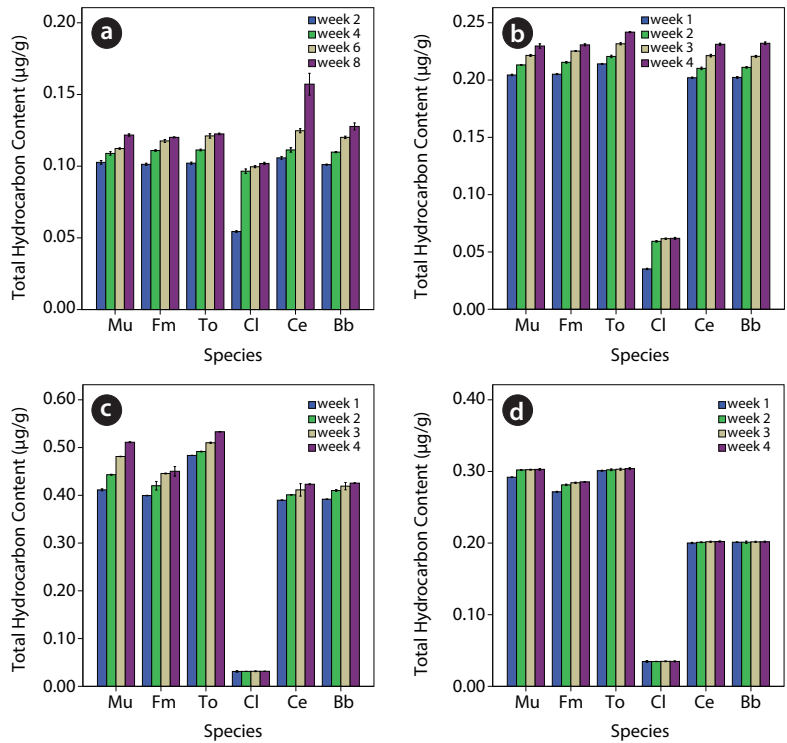 a
week 2
week 4
week 6
week 8
Total Hydrocarbon Content (µg/g)
0.20
0.15
0.10
0.05
0.00
Mu Fm To Cl Ce Bb
Species
b
week 1
week 2
week 3
week 4
Total Hydrocarbon Content (µg/g)
0.25
0.20
0.15
0.10
0.05
0.00
Mu Fm To Cl Ce Bb
Species
c
week 1
week 2
week 3
week 4
Total Hydrocarbon Content (µg/g)
0.60
0.50
0.40
0.30
0.20
0.10
0.00
Mu Fm To Cl Ce Bb
Species
d
week 1
week 2
week 3
week 4
Total Hydrocarbon Content (µg/g)
0.40
0.30
0.20
0.10
0.00
Mu Fm To Cl Ce Bb
Species